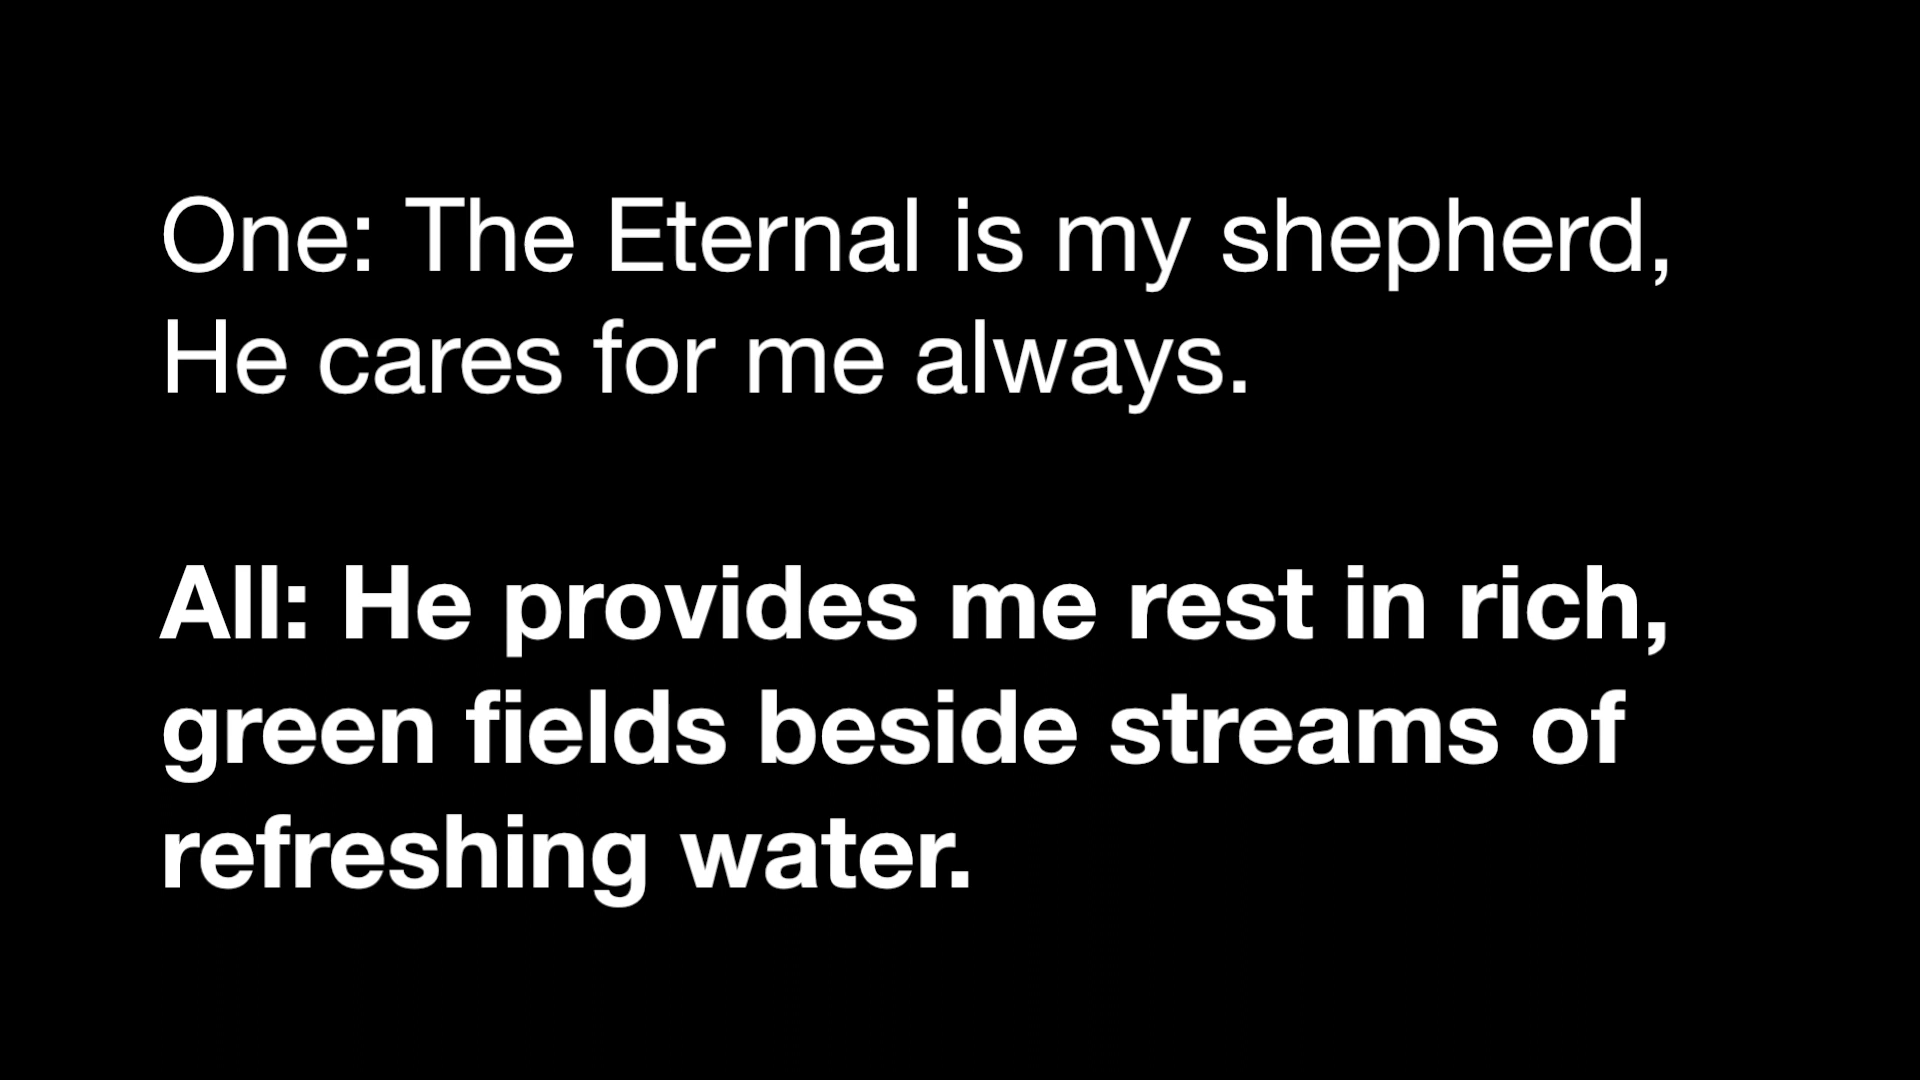 One: The Eternal is my shepherd,
He cares for me always.
All: He provides me rest in rich,
green fields beside streams of
refreshing water.